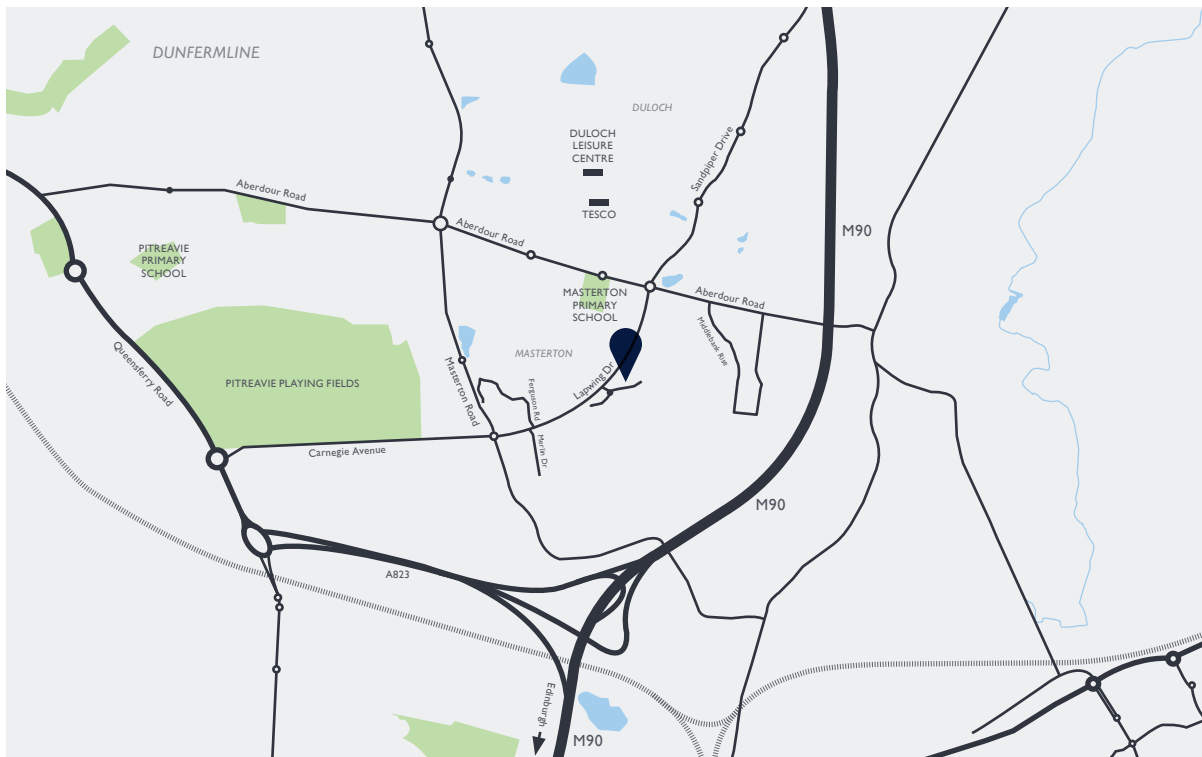 DUNFERMLINE
DULOCH
DULOCH
LEISURE
CENTRE
TESCO
Sandpiper Drive
Aberdour Road
Aberdour Road
M90
PITREAVIE
PRIMARY
SCHOOL
MASTERTON
PRIMARY
SCHOOL
Aberdour Road
Middlebank Rise
MASTERTON
Queensferry Road
PITREAVIE PLAYING FIELDS
Masterton Road
Ferguson Rd
Lapwing Dr
Merlin Dr
Carnegie Avenue
M90
A823
Edinburgh
M90